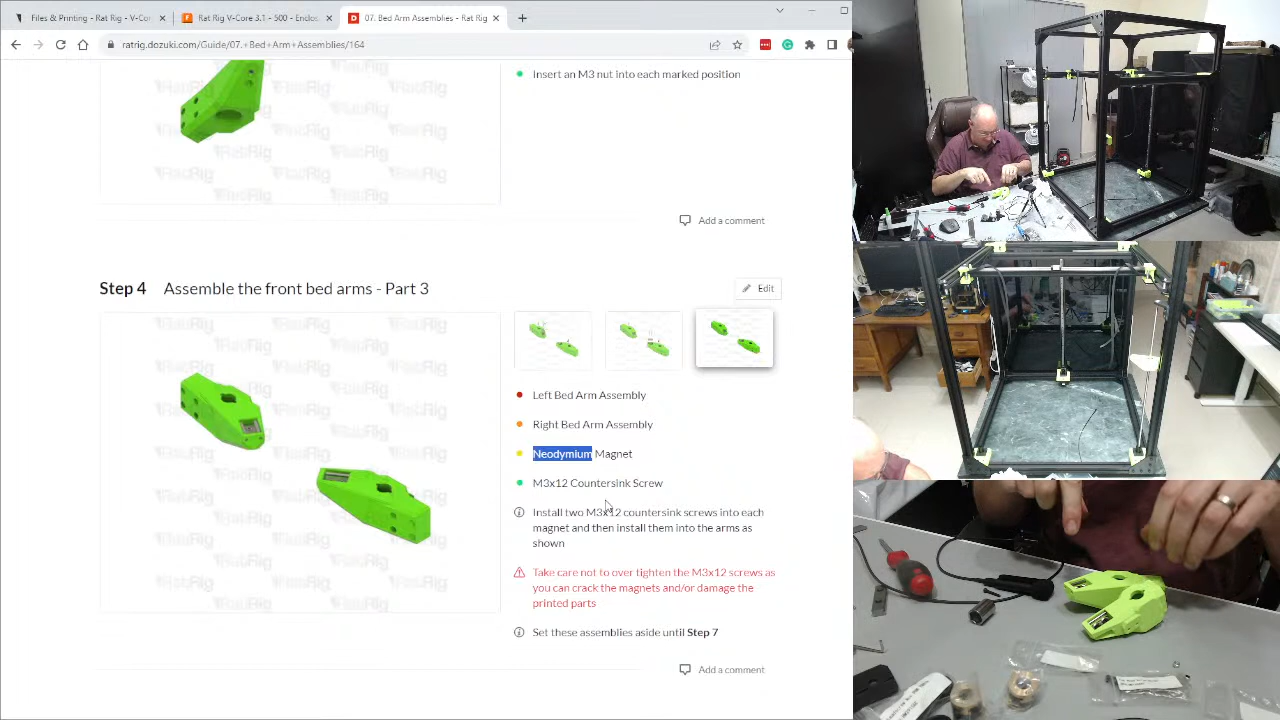 Files & Printing - Rat Rig - V-Co
Rat Rig V-Core 3.1 - 500 - Enclos
07. Bed Arm Assemblies - Rat Rig
ratrig.dozuki.com/Guide/07.+Bed+Arm+Assemblies/164
Insert an M3 nut into each marked position
Add a comment
Step 4 Assemble the front bed arms - Part 3
Edit
Left Bed Arm Assembly
Right Bed Arm Assembly
Neodymium Magnet
M3x12 Countersink Screw
Install two M3x12 countersink screws into each
magnet and then install them into the arms as
shown
Take care not to over tighten the M3x12 screws as
you can crack the magnets and/or damage the
printed parts
Set these assemblies aside until Step 7
Add a comment